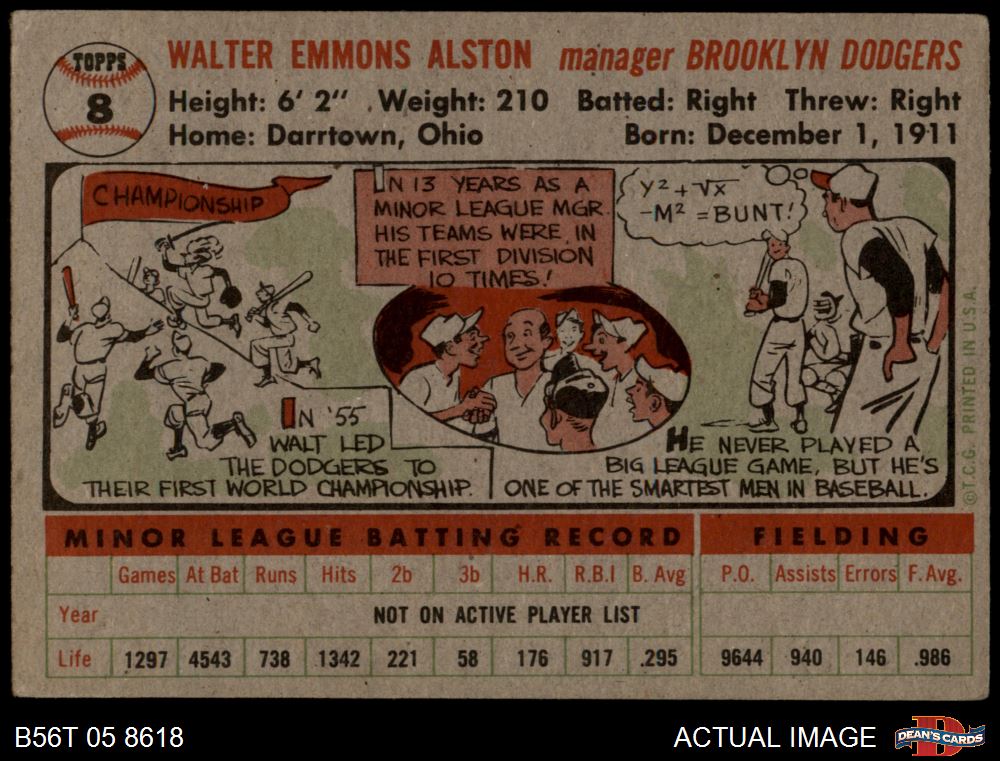 TOPPS
8
WALTER EMMONS ALSTON manager BROOKLYN DODGERS
Height: 6' 2" Weight: 210 Batted: Right Threw: Right
Home: Darrtown, Ohio Born: December 1, 1911
CHAMPIONSHIP
IN '55
WALT LED
THE DODGERS TO
THEIR FIRST WORLD CHAMPIONSHIP.
IN 13 YEARS AS A
MINOR LEAGUE MGR.
HIS TEAMS WERE IN
THE FIRST DIVISION
10 TIMES!
Y² + √X
-M² = BUNT!
HE NEVER PLAYED A
BIG LEAGUE GAME, BUT HE'S
ONE OF THE SMARTEST MEN IN BASEBALL.
©T.C.G. PRINTED IN U.S.A.
MINOR LEAGUE BATTING RECORD FIELDING
Games At Bat Runs Hits 2b 3b H.R. R.B.I B. Avg P.O. Assists Errors F. Avg.
Year NOT ON ACTIVE PLAYER LIST
Life 1297 4543 738 1342 221 58 176 917 .295 9644 940 146 .986
B56T 05 8618 ACTUAL IMAGE
DEAN'S CARDS